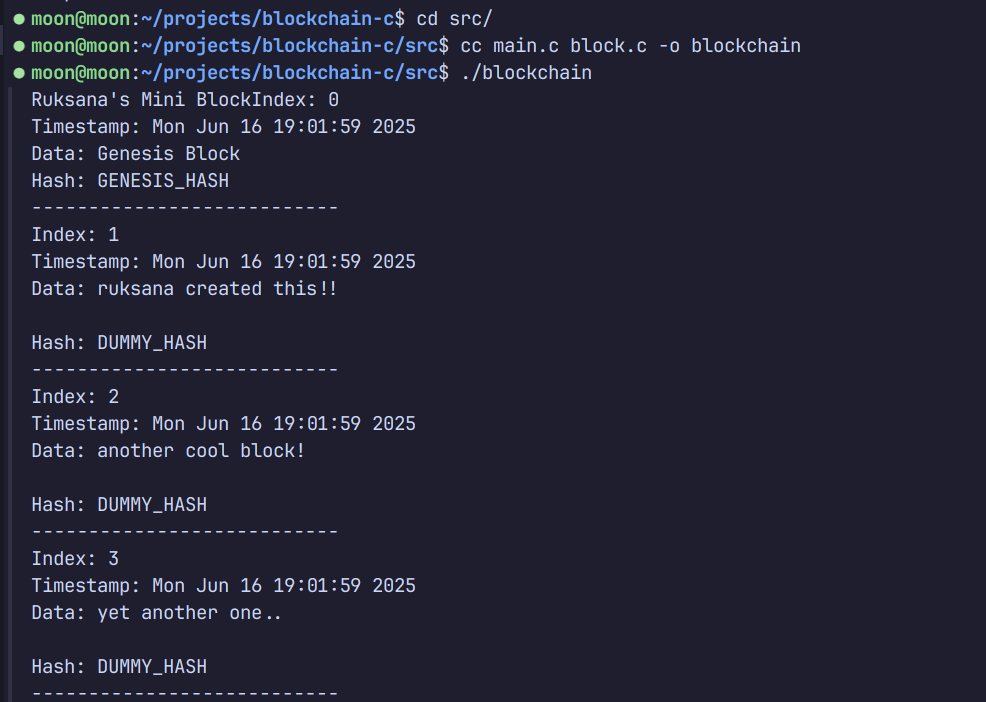 moon@moon:~/projects/blockchain-c$ cd src/
moon@moon:~/projects/blockchain-c/src$ cc main.c block.c -o blockchain
moon@moon:~/projects/blockchain-c/src$ ./blockchain
Ruksana's Mini BlockIndex: 0
Timestamp: Mon Jun 16 19:01:59 2025
Data: Genesis Block
Hash: GENESIS_HASH
----------------------------
Index: 1
Timestamp: Mon Jun 16 19:01:59 2025
Data: ruksana created this!!
Hash: DUMMY_HASH
----------------------------
Index: 2
Timestamp: Mon Jun 16 19:01:59 2025
Data: another cool block!
Hash: DUMMY_HASH
----------------------------
Index: 3
Timestamp: Mon Jun 16 19:01:59 2025
Data: yet another one..
Hash: DUMMY_HASH
----------------------------